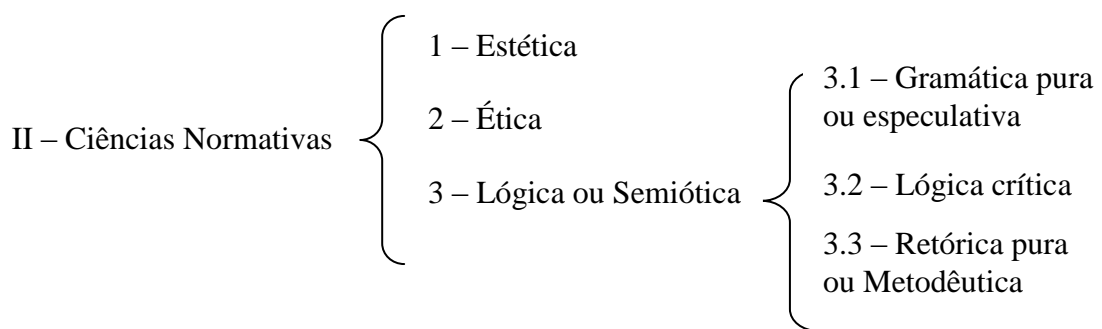 1 – Estética
3.1 – Gramática pura
ou especulativa
II – Ciências Normativas
2 – Ética
3.2 – Lógica crítica
3 – Lógica ou Semiótica
3.3 – Retórica pura
ou Metodêutica